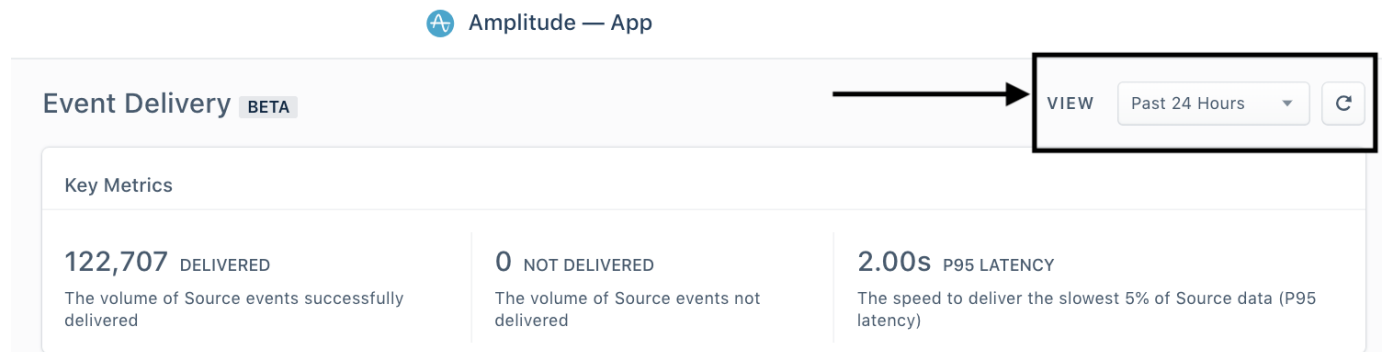 Amplitude — App
Event Delivery BETA
VIEW Past 24 Hours
Key Metrics
122,707 DELIVERED
The volume of Source events successfully
delivered
0 NOT DELIVERED
The volume of Source events not
delivered
2.00s P95 LATENCY
The speed to deliver the slowest 5% of Source data (P95
latency)